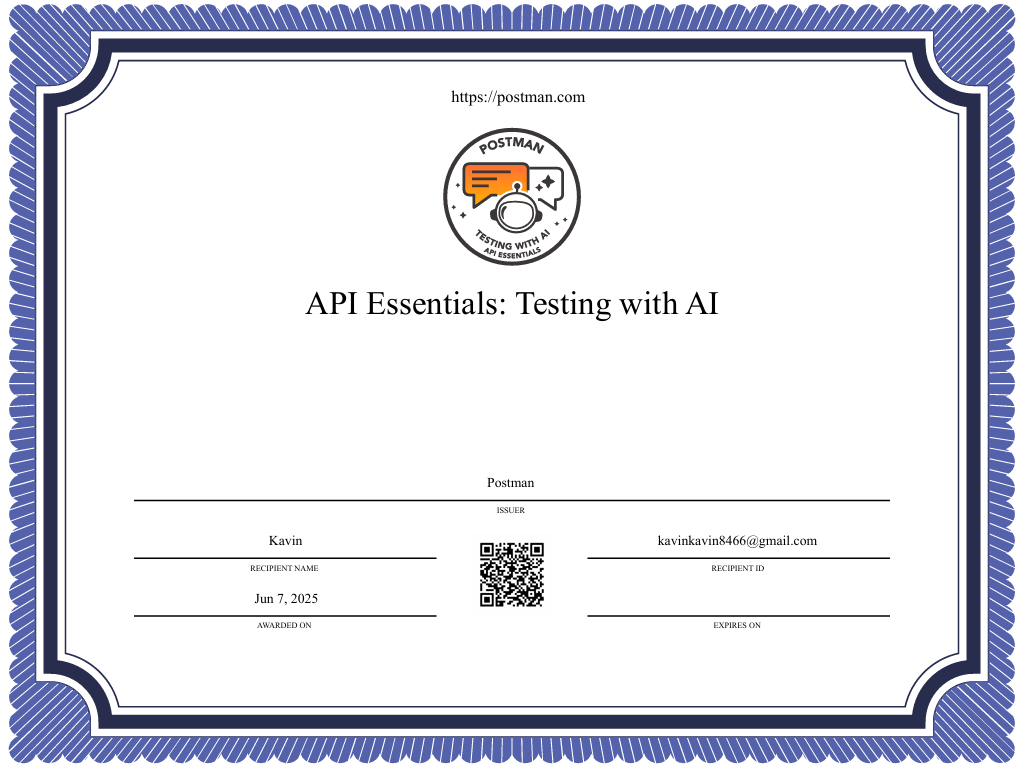 https://postman.com
POSTMAN
TESTING WITH AI
API ESSENTIALS
API Essentials: Testing with AI
Postman
ISSUER
Kavin
RECIPIENT NAME
kavinkavin8466@gmail.com
RECIPIENT ID
Jun 7, 2025
AWARDED ON
EXPIRES ON